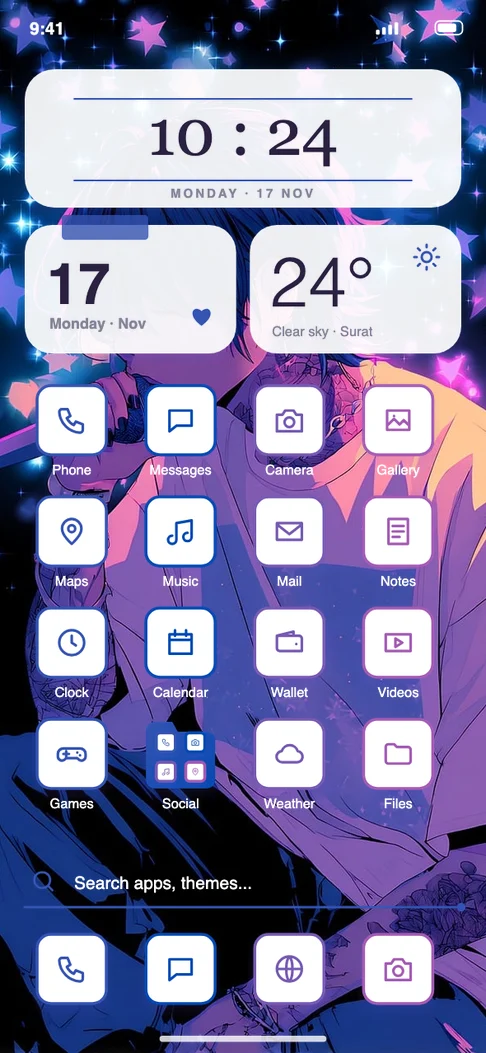 9:41
10 : 24
MONDAY · 17 NOV
17
Monday · Nov
24°
Clear sky · Surat
Phone Messages Camera Gallery
Maps Music Mail Notes
Clock Calendar Wallet Videos
Games Social Weather Files
Search apps, themes...